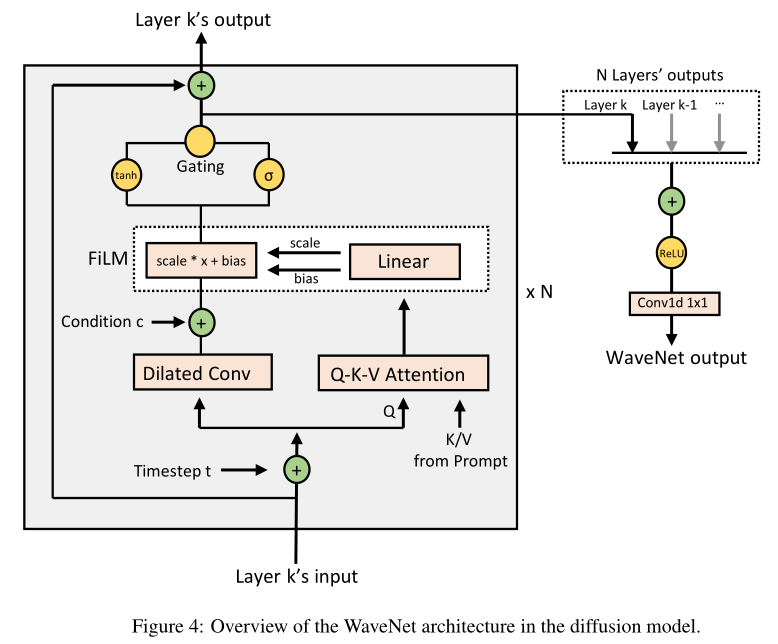 Layer k's output
+
N Layers' outputs
Layer k
Layer k-1
...
Gating
tanh
σ
+
FiLM
scale * x + bias
scale
bias
Linear
ReLU
x N
Conv1d 1x1
Condition c
+
WaveNet output
Dilated Conv
Q-K-V Attention
Q
K/V
from Prompt
Timestep t
+
Layer k's input
Figure 4: Overview of the WaveNet architecture in the diffusion model.